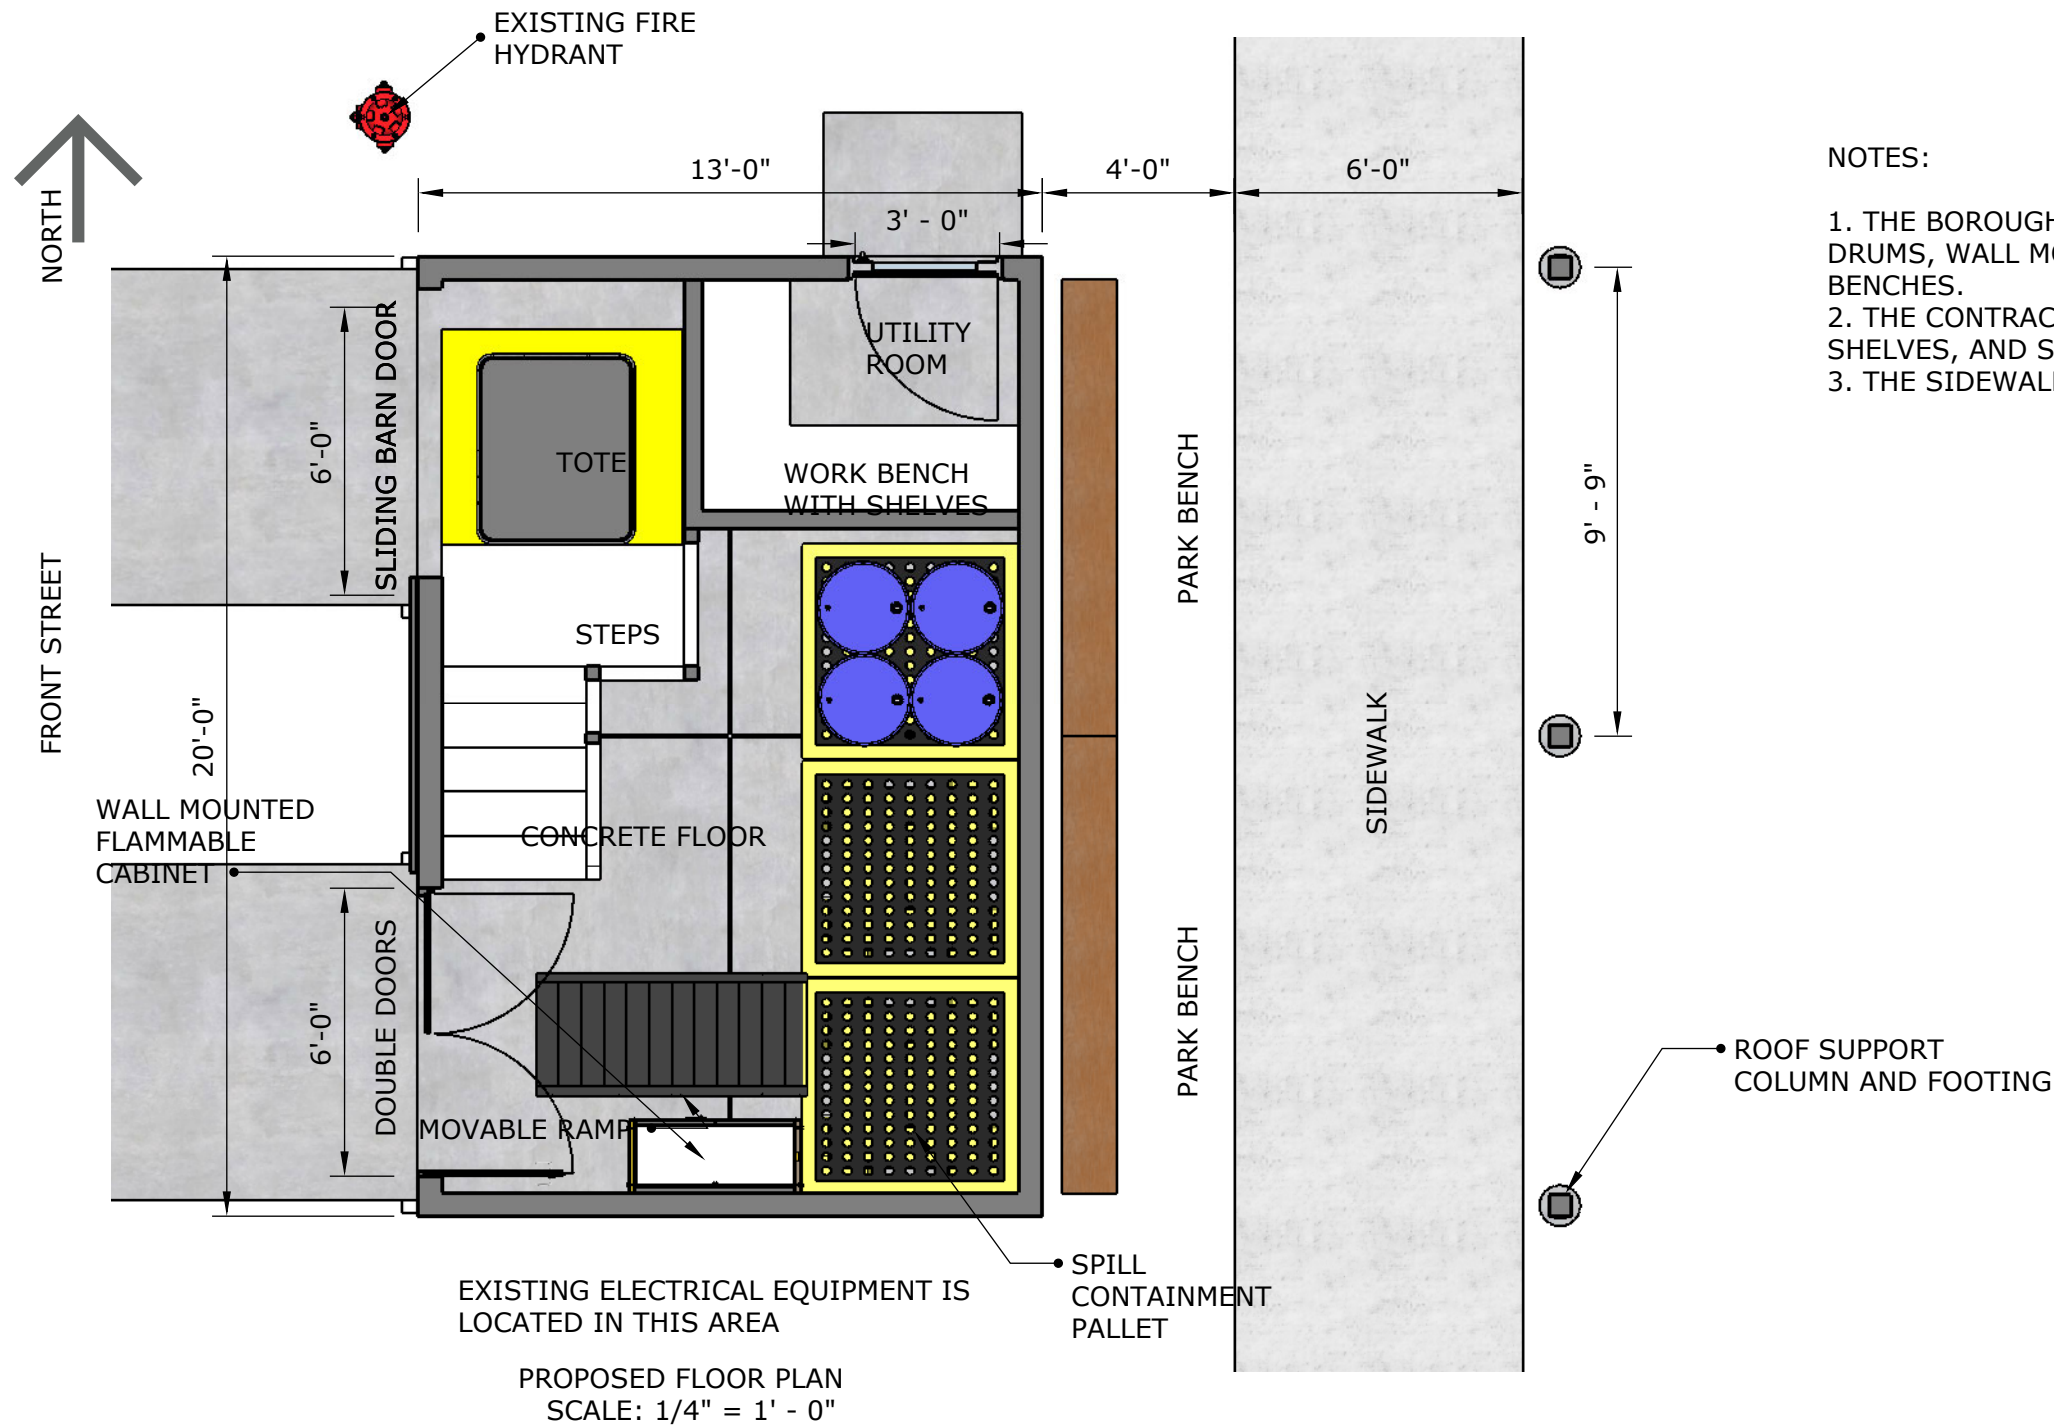 EXISTING FIRE
HYDRANT
NORTH
13'-0"
4'-0"
6'-0"
3' - 0"
NOTES:
1. THE BOROUGH
DRUMS, WALL MO
BENCHES.
2. THE CONTRAC
SHELVES, AND S
3. THE SIDEWAL
SLIDING BARN DOOR
6'-0"
UTILITY
ROOM
TOTE
WORK BENCH
WITH SHELVES
PARK BENCH
9' - 9"
FRONT STREET
STEPS
20'-0"
SIDEWALK
WALL MOUNTED
FLAMMABLE
CABINET
CONCRETE FLOOR
6'-0"
DOUBLE DOORS
PARK BENCH
MOVABLE RAMP
ROOF SUPPORT
COLUMN AND FOOTING
SPILL
CONTAINMENT
PALLET
EXISTING ELECTRICAL EQUIPMENT IS
LOCATED IN THIS AREA
PROPOSED FLOOR PLAN
SCALE: 1/4" = 1' - 0"